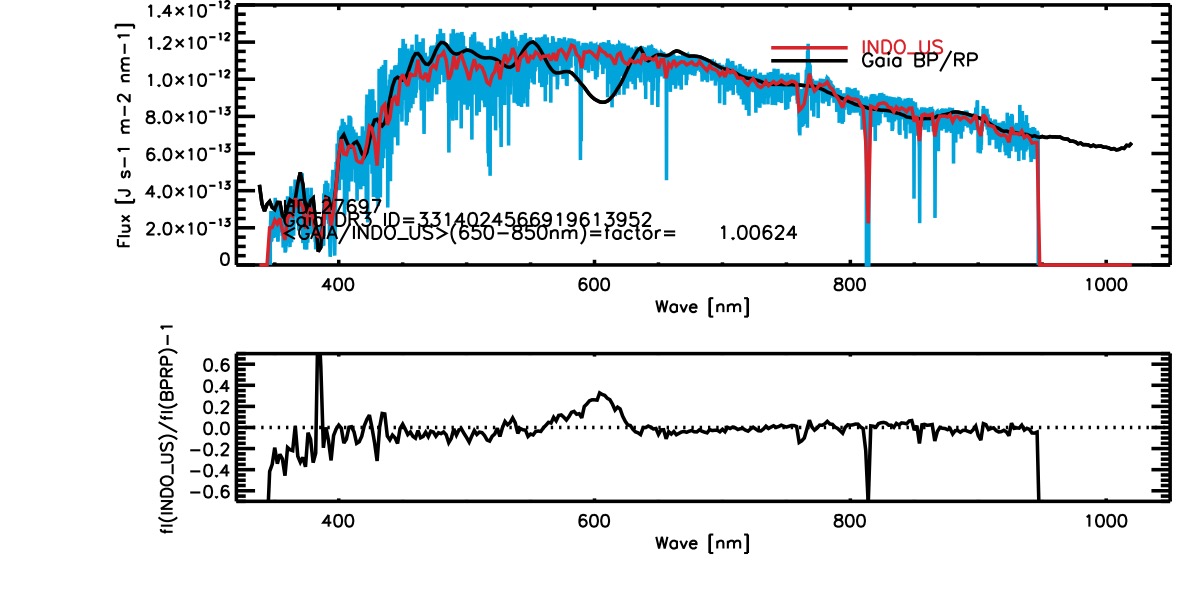 1.4×10⁻¹²
1.2×10⁻¹²
1.0×10⁻¹²
8.0×10⁻¹³
6.0×10⁻¹³
4.0×10⁻¹³
2.0×10⁻¹³
0
Flux [J s−1 m−2 nm−1]
INDO_US
Gaia BP/RP
HD_27697
Gaia DR3 ID=3314024566919613952
<GAIA/INDO_US>(650−850nm)=factor= 1.00624
400 600 800 1000
Wave [nm]
fl(INDO_US)/fl(BPRP)−1
0.6
0.4
0.2
0.0
−0.2
−0.4
−0.6
400 600 800 1000
Wave [nm]